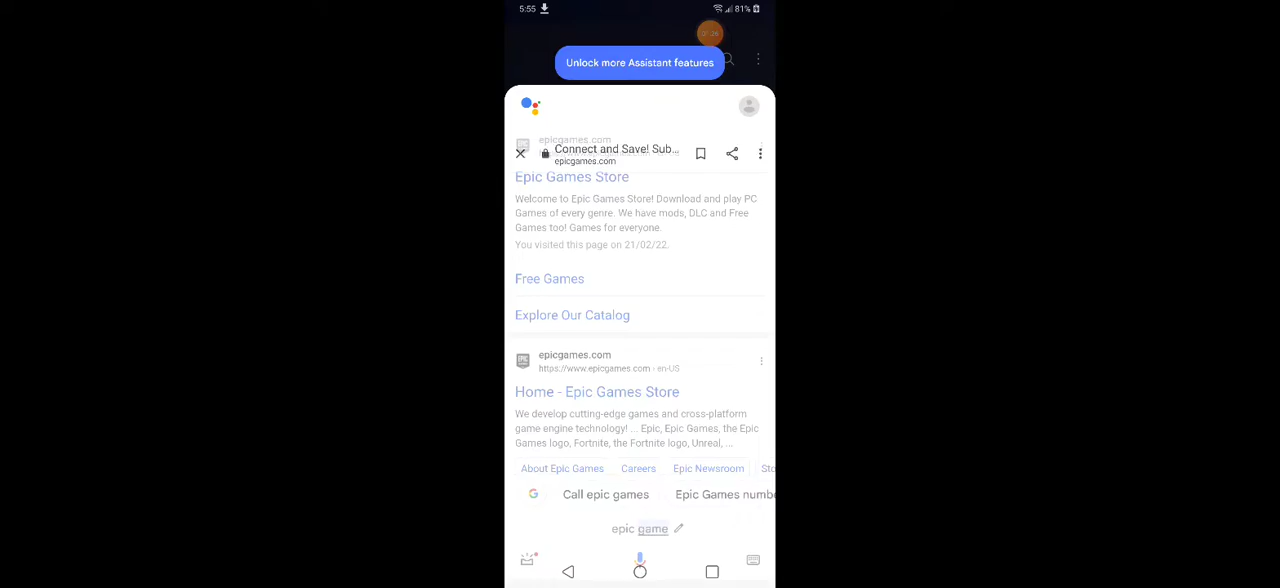 5:55 81%
01:26
Unlock more Assistant features
epicgames.com
Connect and Save! Sub...
epicgames.com
Epic Games Store
Welcome to Epic Games Store! Download and play PC
Games of every genre. We have mods, DLC and Free
Games too! Games for everyone.
You visited this page on 21/02/22.
Free Games
Explore Our Catalog
EPIC
epicgames.com
https://www.epicgames.com › en-US
Home - Epic Games Store
We develop cutting-edge games and cross-platform
game engine technology! ... Epic, Epic Games, the Epic
Games logo, Fortnite, the Fortnite logo, Unreal, ...
About Epic Games Careers Epic Newsroom Sto
Call epic games Epic Games numbe
epic game